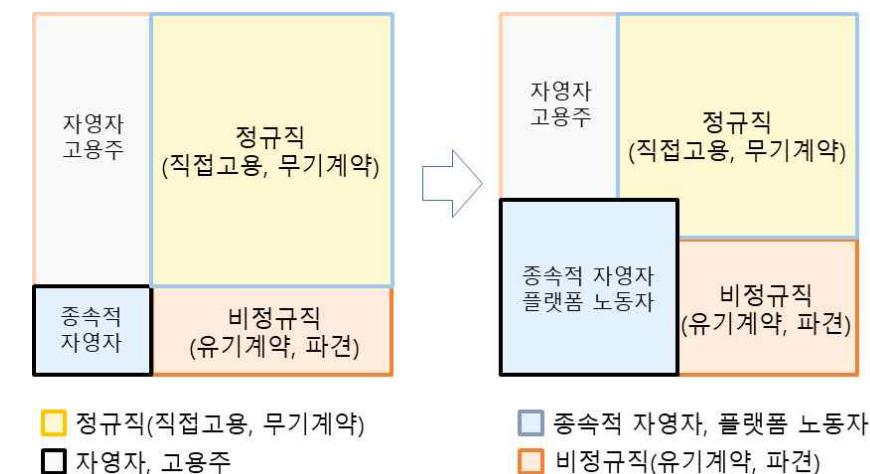 자영자
고용주
정규직
(직접고용, 무기계약)
종속적
자영자
비정규직
(유기계약, 파견)
자영자
고용주
정규직
(직접고용, 무기계약)
종속적 자영자
플랫폼 노동자
비정규직
(유기계약, 파견)
정규직(직접고용, 무기계약)
종속적 자영자, 플랫폼 노동자
자영자, 고용주
비정규직(유기계약, 파견)